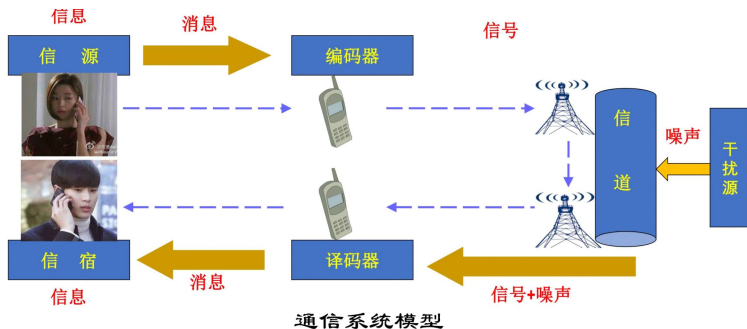 信息
消息
信号
信 源
编码器
信
道
噪声
干
扰
源
信 宿
译码器
消息
信息
信号+噪声
通信系统模型